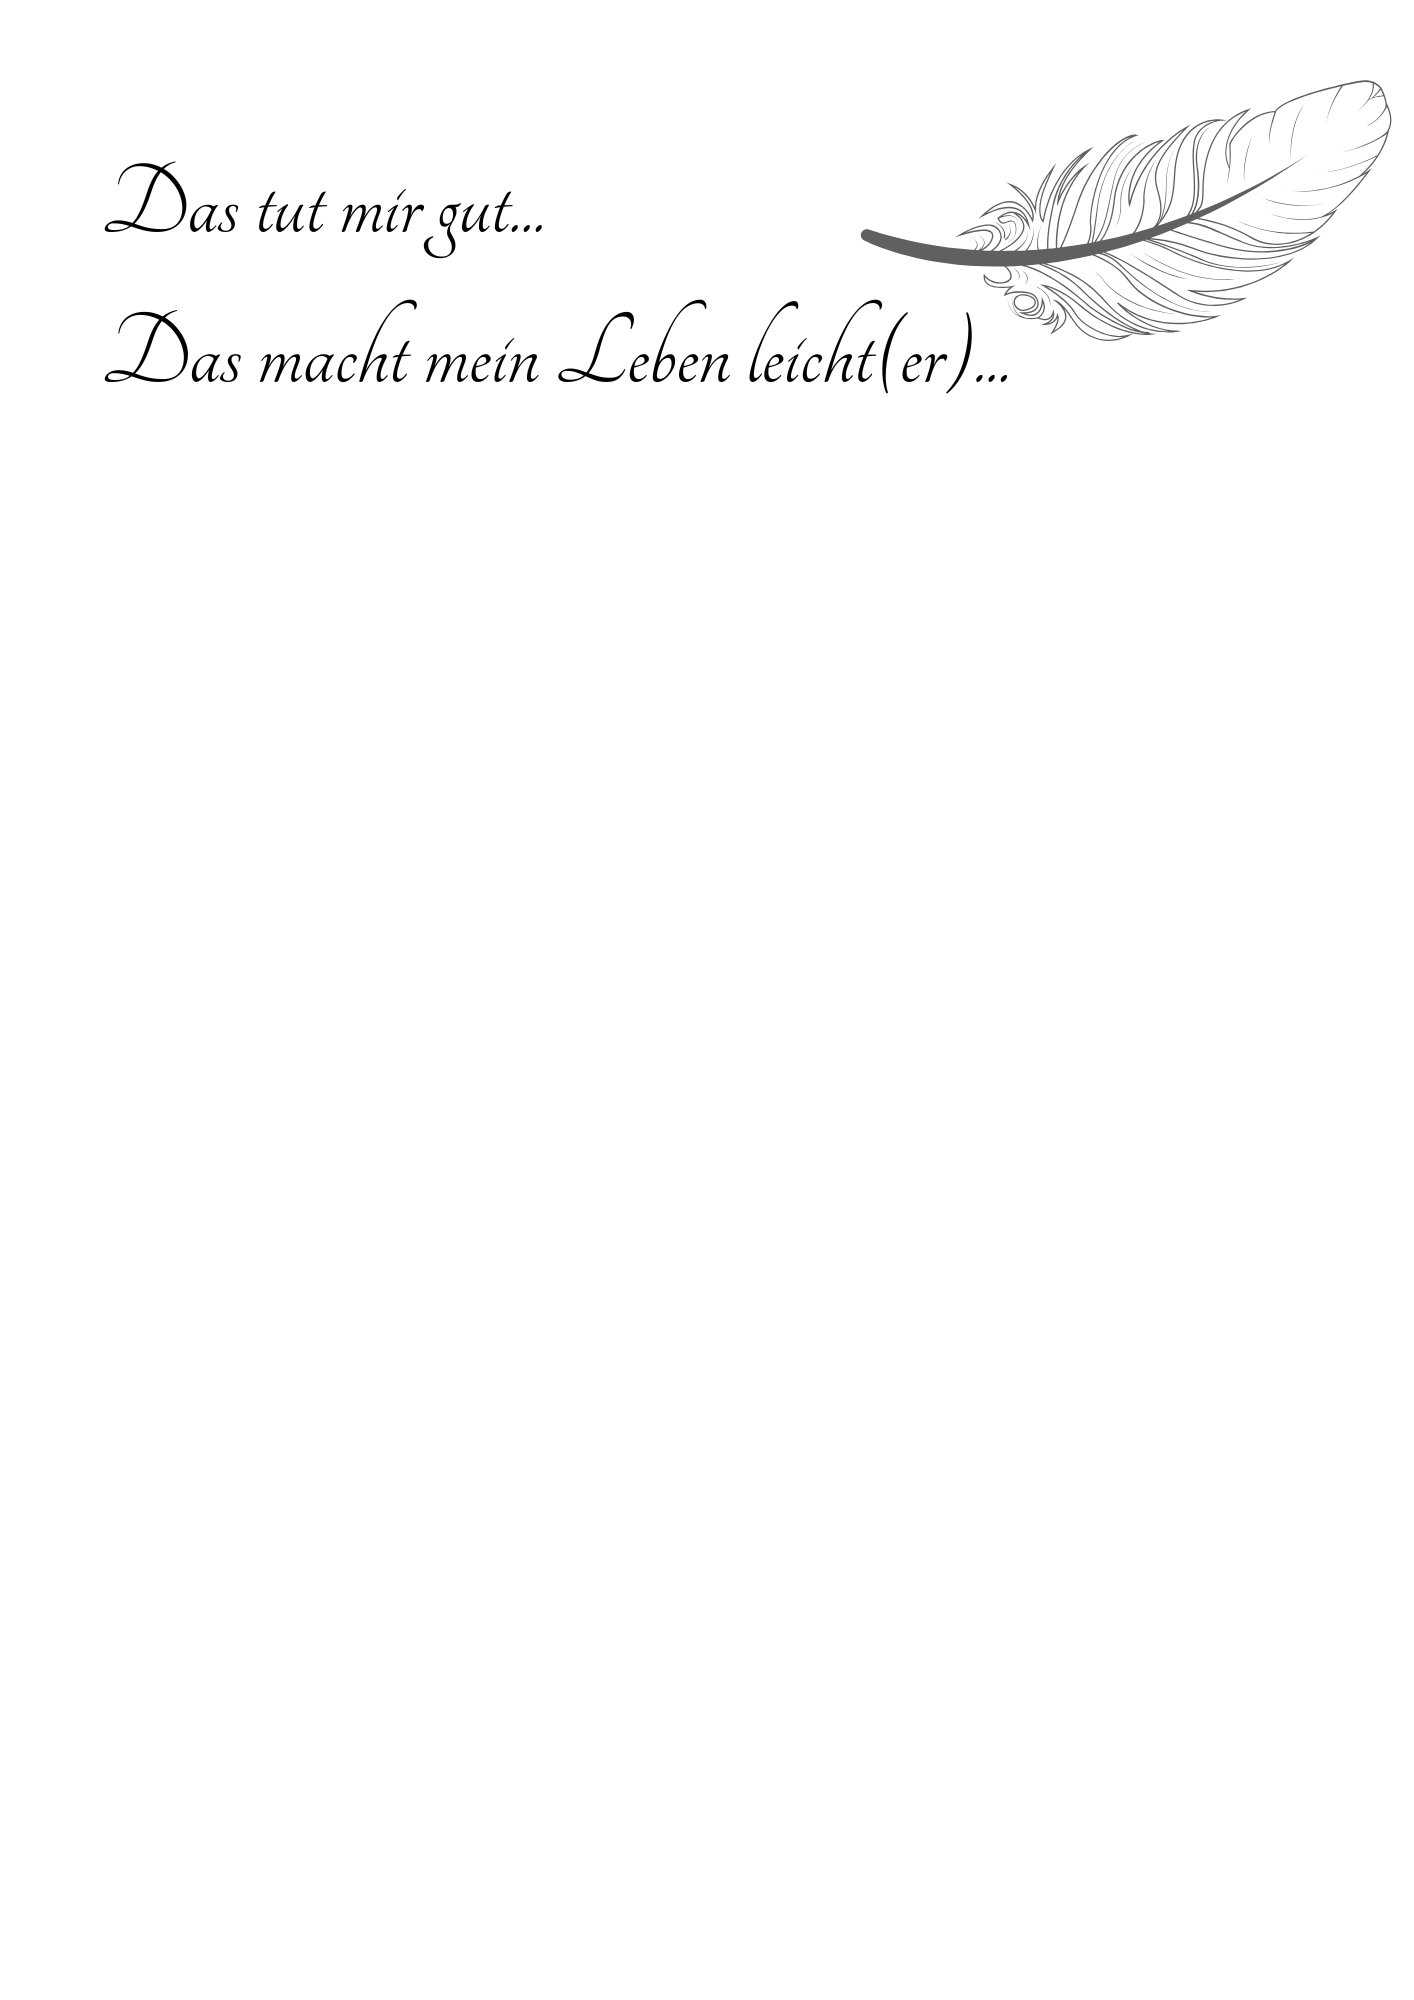 Das tut mir gut...
Das macht mein Leben leicht(er)...